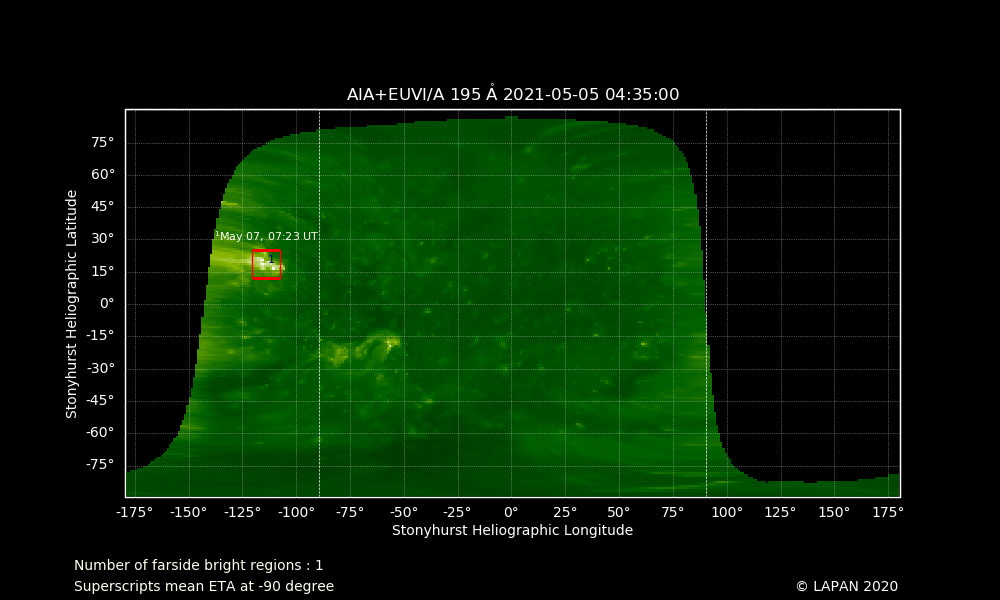 AIA+EUVI/A 195 Å 2021-05-05 04:35:00
Stonyhurst Heliographic Latitude
75°
60°
45°
30°
15°
0°
-15°
-30°
-45°
-60°
-75°
¹May 07, 07:23 UT
1
-175° -150° -125° -100° -75° -50° -25° 0° 25° 50° 75° 100° 125° 150° 175°
Stonyhurst Heliographic Longitude
Number of farside bright regions : 1
Superscripts mean ETA at -90 degree
© LAPAN 2020